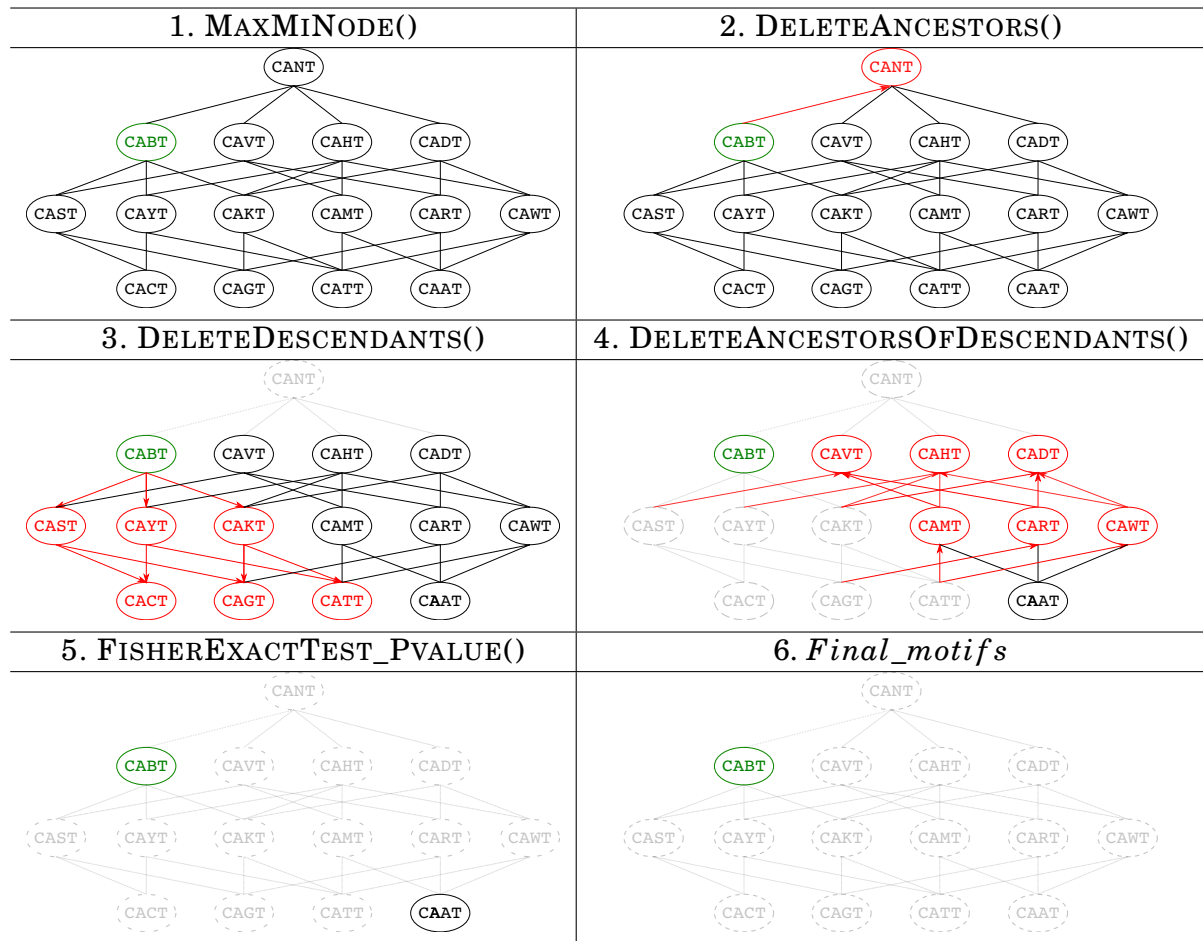 1. MAXMINODE()
2. DELETEANCESTORS()
CANT
CABT CAVT CAHT CADT
CAST CAYT CAKT CAMT CART CAWT
CACT CAGT CATT CAAT
CANT
CABT CAVT CAHT CADT
CAST CAYT CAKT CAMT CART CAWT
CACT CAGT CATT CAAT
3. DELETEDESCENDANTS()
4. DELETEANCESTORSOFDESCENDANTS()
CANT
CABT CAVT CAHT CADT
CAST CAYT CAKT CAMT CART CAWT
CACT CAGT CATT CAAT
CANT
CABT CAVT CAHT CADT
CAST CAYT CAKT CAMT CART CAWT
CACT CAGT CATT CAAT
5. FISHEREXACTTEST_PVALUE()
6. Final_motifs
CANT
CABT CAVT CAHT CADT
CAST CAYT CAKT CAMT CART CAWT
CACT CAGT CATT CAAT
CANT
CABT CAVT CAHT CADT
CAST CAYT CAKT CAMT CART CAWT
CACT CAGT CATT CAAT